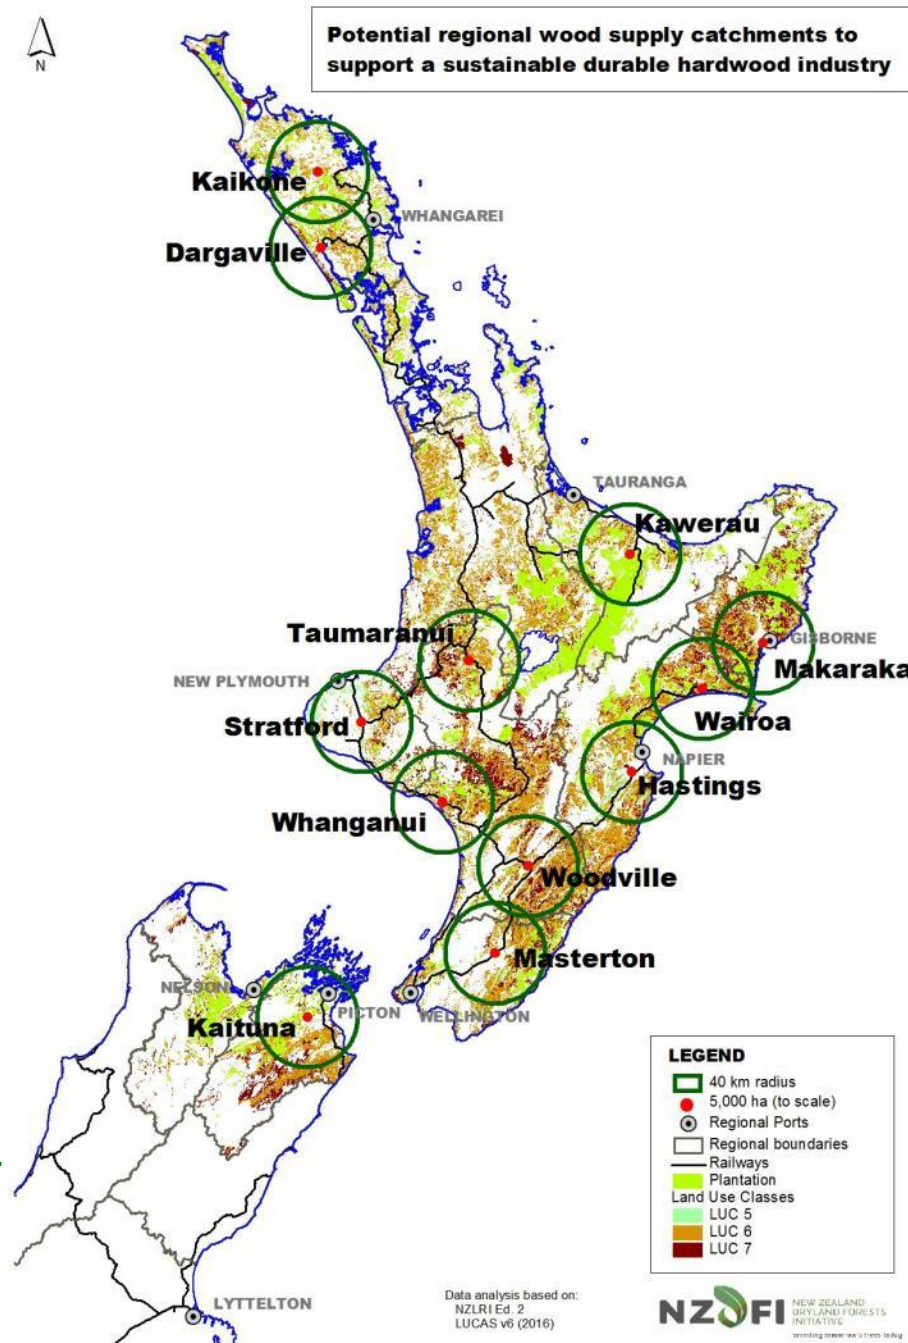 Potential regional wood supply catchments to
support a sustainable durable hardwood industry
N
Kaikone
WHANGAREI
Dargaville
TAURANGA
Kawerau
Taumaranui
GISBORNE
Makaraka
NEW PLYMOUTH
Wairoa
Stratford
NAPIER
Hastings
Whanganui
Woodville
Masterton
NELSON
PICTON
WELLINGTON
Kaituna
LYTTELTON
LEGEND
40 km radius
5,000 ha (to scale)
Regional Ports
Regional boundaries
Railways
Plantation
Land Use Classes
LUC 5
LUC 6
LUC 7
Data analysis based on:
NZLRI Ed. 2
LUCAS v6 (2016)
NZDFI
NEW ZEALAND
DRYLAND FORESTS
INITIATIVE